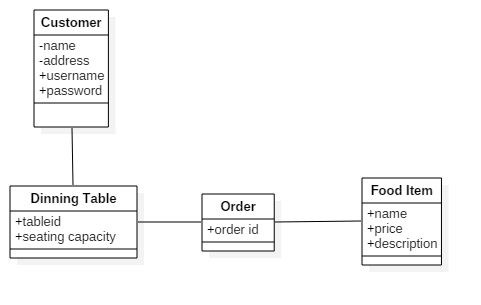 Customer
-name
-address
+username
+password
Dinning Table
+tableid
+seating capacity
Order
+order id
Food Item
+name
+price
+description